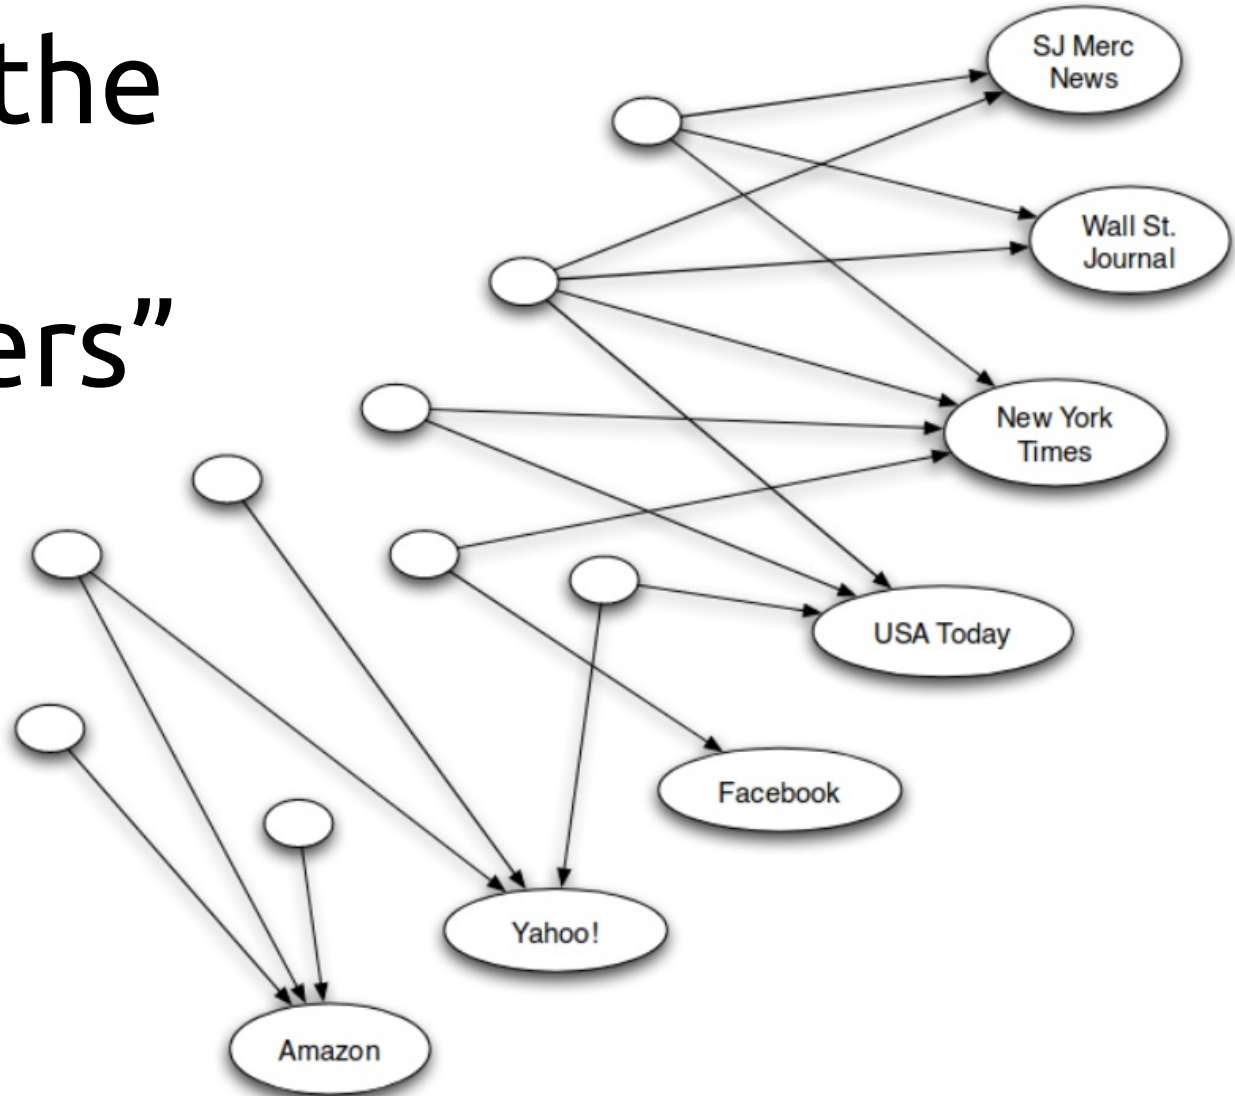 the
ers”
SJ Merc
News
Wall St.
Journal
New York
Times
USA Today
Facebook
Yahoo!
Amazon